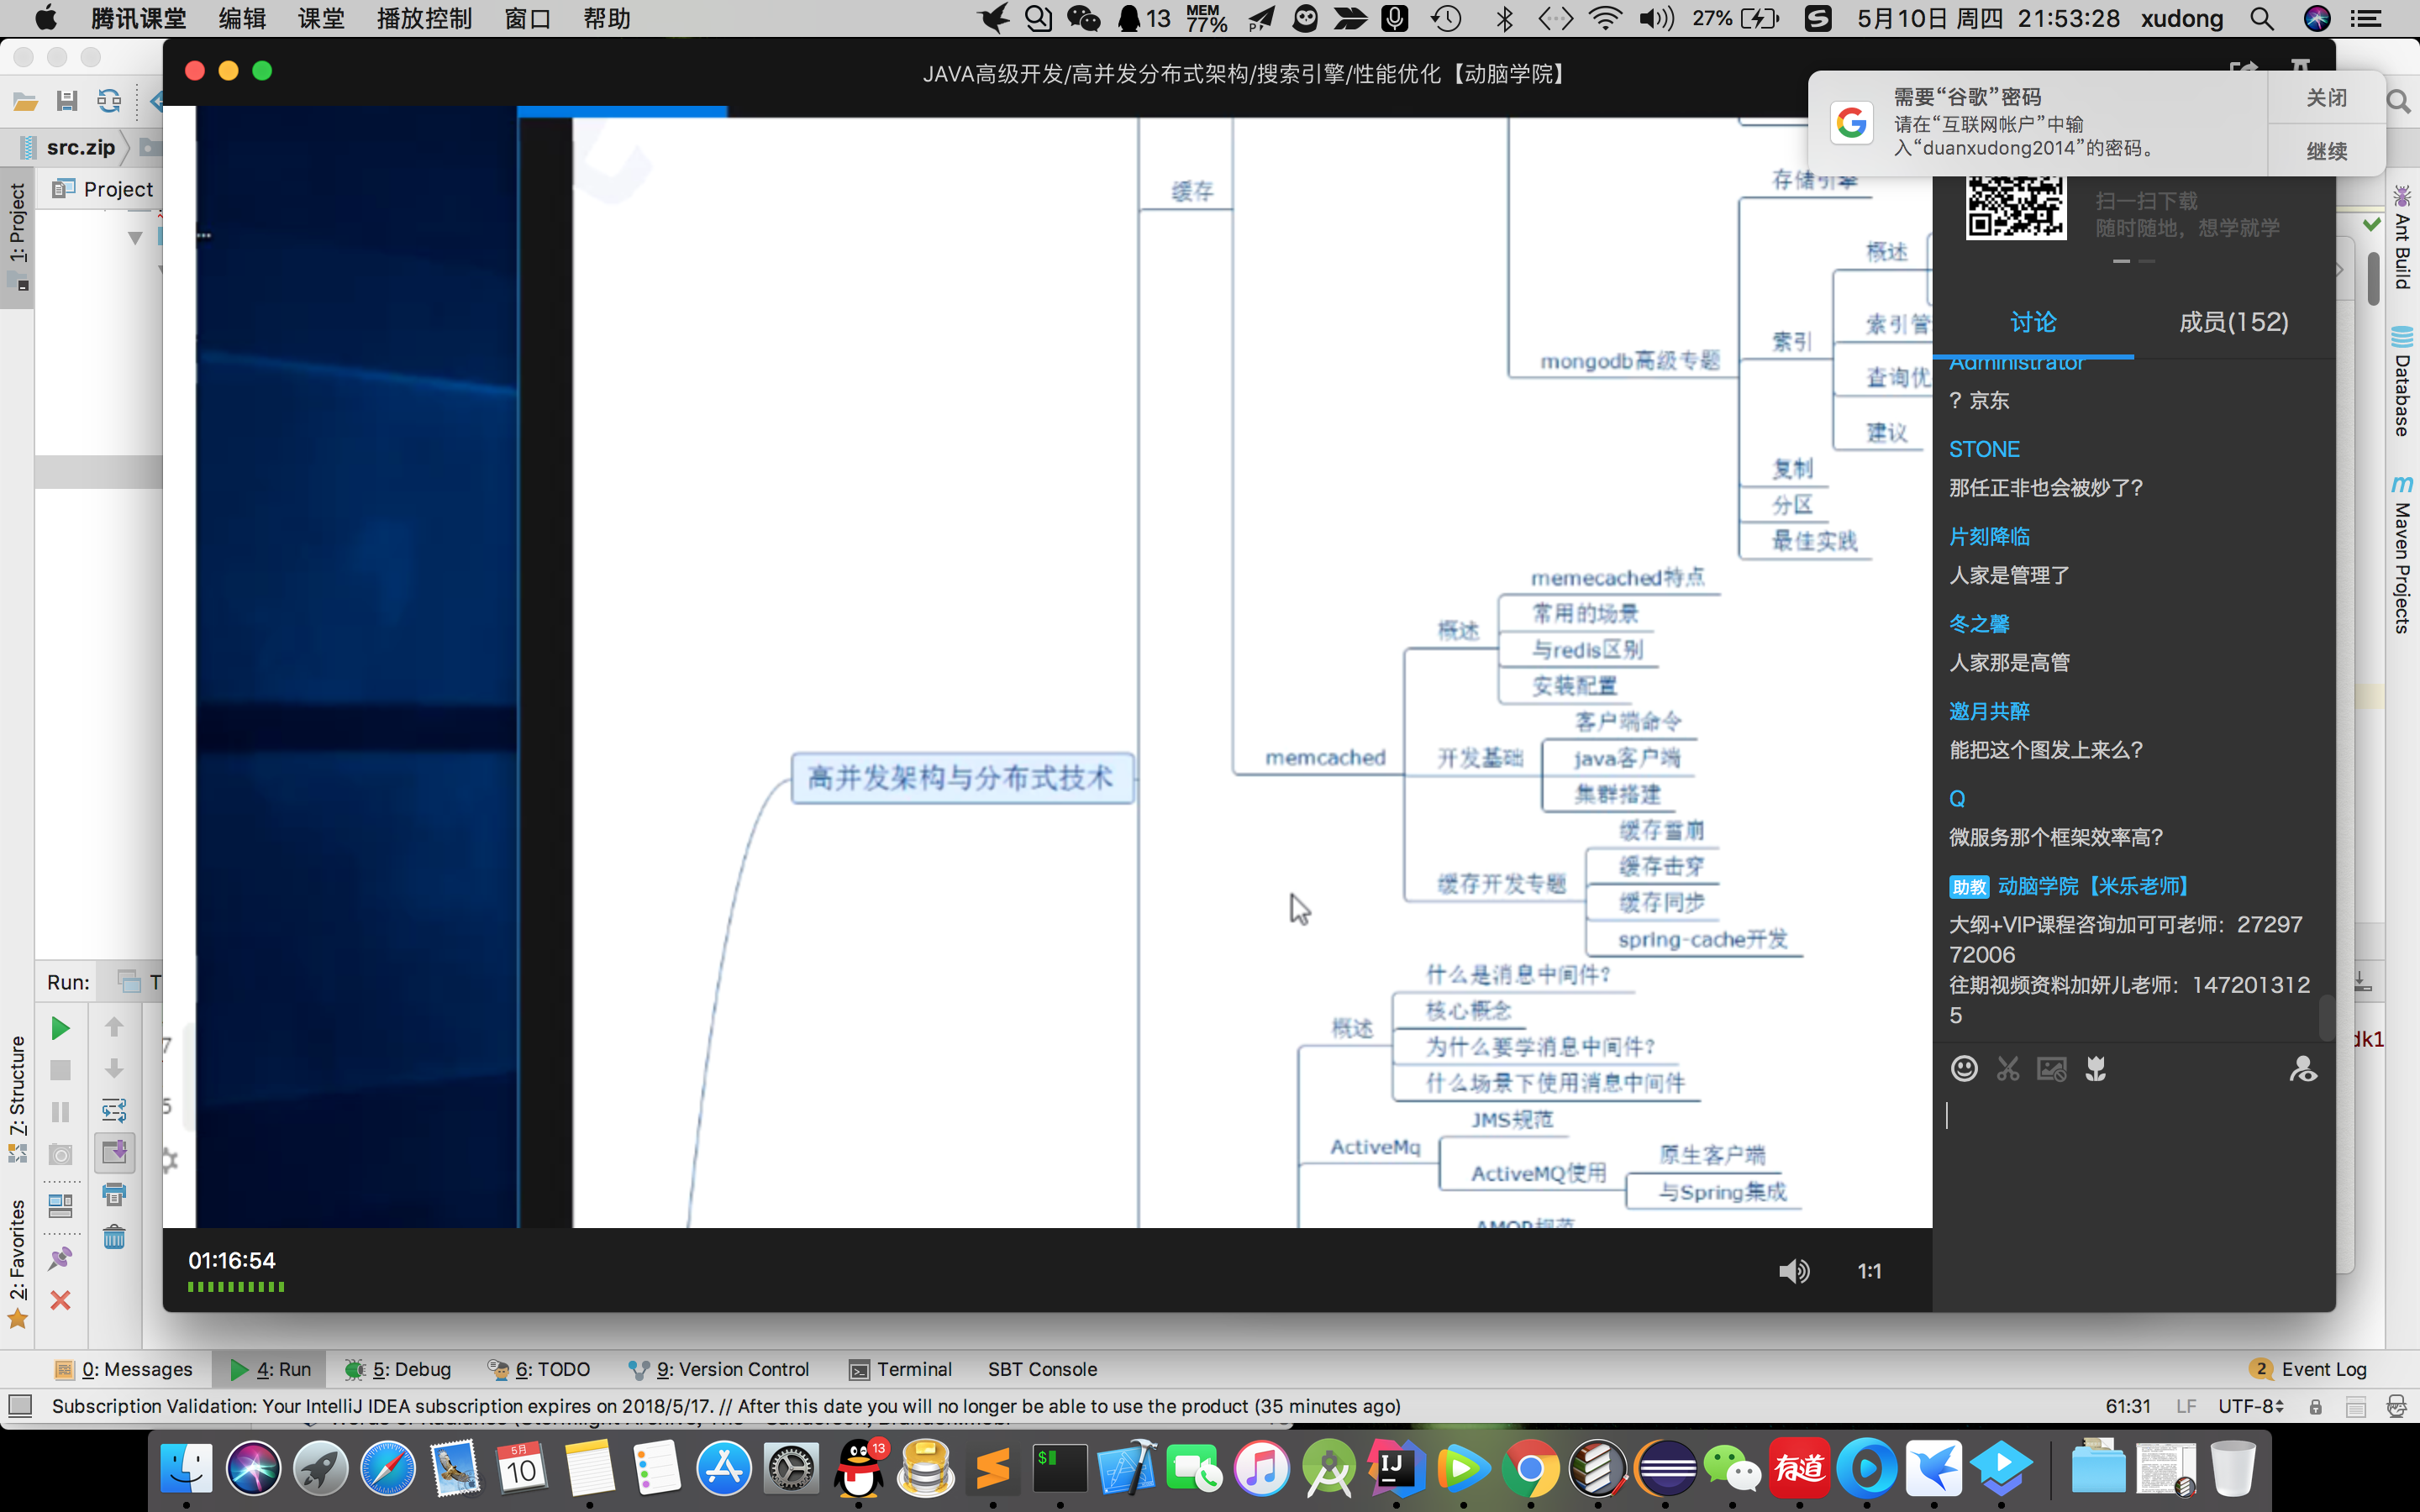 腾讯课堂 编辑 课堂 播放控制 窗口 帮助
13 MEM 77% 27% 5月10日 周四 21:53:28 xudong
JAVA高级开发/高并发分布式架构/搜索引擎/性能优化【动脑学院】
需要“谷歌”密码
请在“互联网帐户”中输
入“duanxudong2014”的密码。
关闭
继续
src.zip
Project
1: Project
7: Structure
2: Favorites
Ant Build
Database
Maven Projects
缓存
存储引擎
概述
索引管
索引
mongodb高级专题
查询优
建议
复制
分区
最佳实践
memecached特点
常用的场景
概述
与redis区别
安装配置
客户端命令
memcached
开发基础
java客户端
集群搭建
高并发架构与分布式技术
缓存雪崩
缓存击穿
缓存开发专题
缓存同步
spring-cache开发
什么是消息中间件?
核心概念
概述
为什么要学消息中间件?
什么场景下使用消息中间件
JMS规范
ActiveMq
原生客户端
ActiveMQ使用
与Spring集成
AMQP规范
扫一扫下载
随时随地，想学就学
讨论 成员(152)
Administrator
？京东
STONE
那任正非也会被炒了？
片刻降临
人家是管理了
冬之馨
人家那是高管
邀月共醉
能把这个图发上来么？
Q
微服务那个框架效率高？
助教 动脑学院【米乐老师】
大纲+VIP课程咨询加可可老师：27297
72006
往期视频资料加妍儿老师：147201312
5
01:16:54
1:1
Run: T
7
5
dk1
0: Messages 4: Run 5: Debug 6: TODO 9: Version Control Terminal SBT Console 2 Event Log
Subscription Validation: Your IntelliJ IDEA subscription expires on 2018/5/17. // After this date you will no longer be able to use the product (35 minutes ago) 61:31 LF UTF-8
5月
10
13
$
IJ
有道